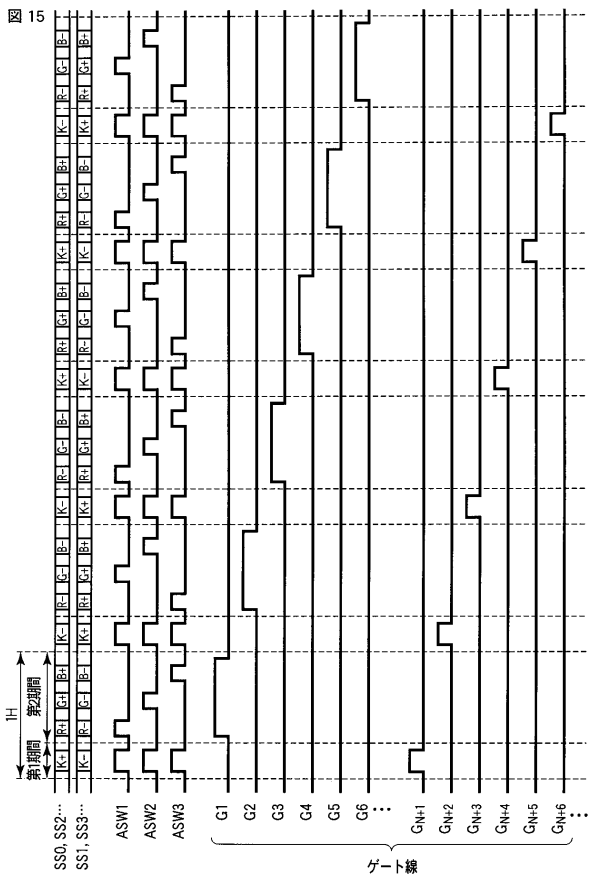 図 15
1H
第1期間 第2期間
SS0, SS2⋯ K+ R+ G+ B+ K- R- G- B- K- R- G- B- K+ R+ G+ B+ K+ R+ G+ B+ K- R- G- B-
SS1, SS3⋯ K- R- G- B- K+ R+ G+ B+ K+ R+ G+ B+ K- R- G- B- K- R- G- B- K+ R+ G+ B+
ASW1
ASW2
ASW3
G1
G2
G3
G4
G5
G6
⋯
GN+1
GN+2
GN+3
GN+4
GN+5
GN+6
⋯
ゲート線